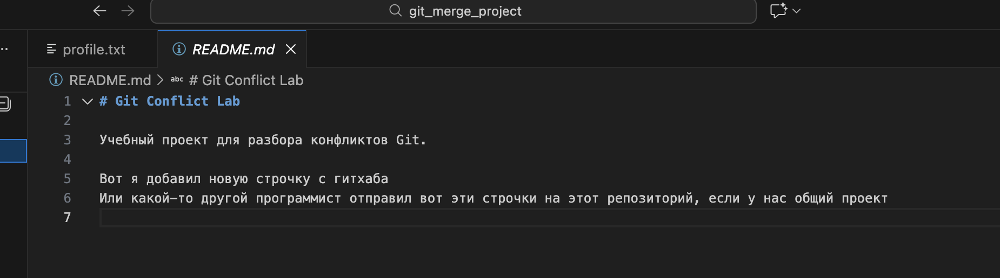 git_merge_project
profile.txt
README.md
README.md > abc # Git Conflict Lab
1 # Git Conflict Lab
2
3 Учебный проект для разбора конфликтов Git.
4
5 Вот я добавил новую строчку с гитхаба
6 Или какой-то другой программист отправил вот эти строчки на этот репозиторий, если у нас общий проект
7